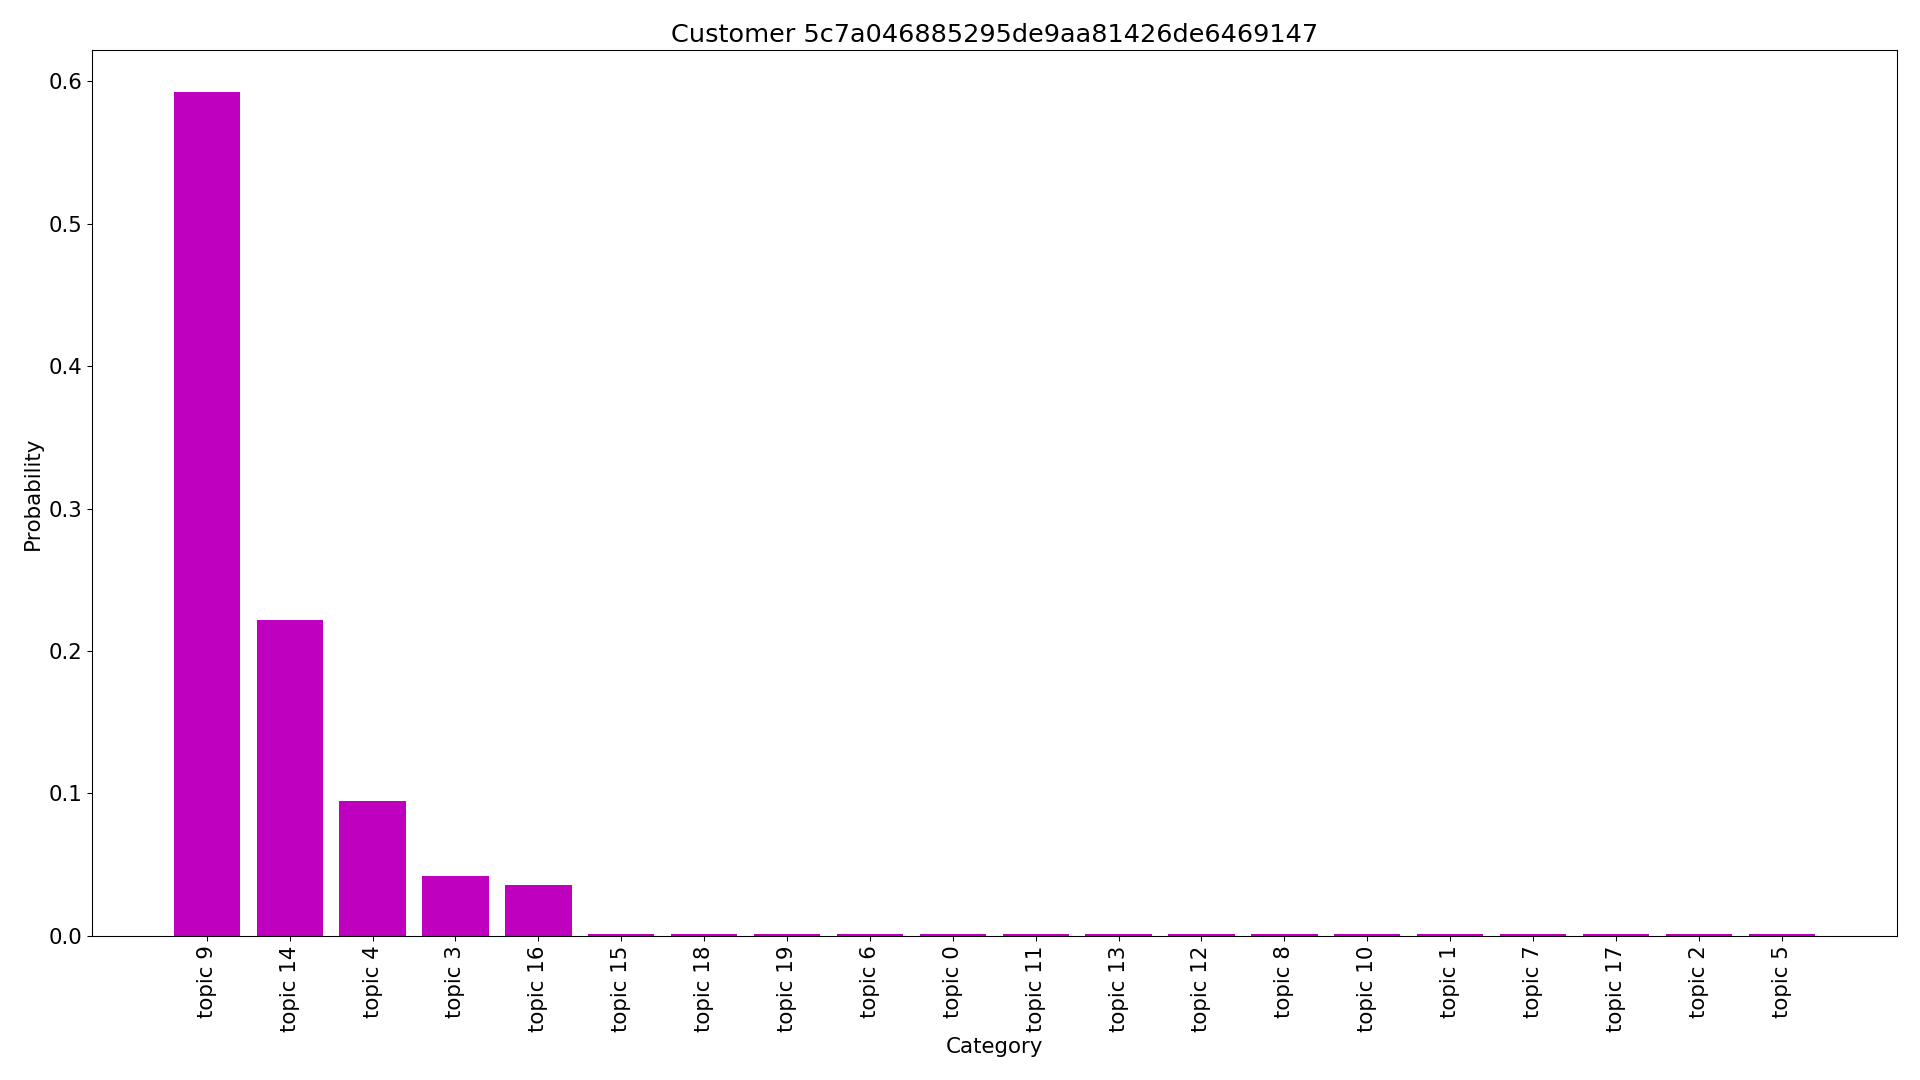 Customer 5c7a046885295de9aa81426de6469147
Probability
0.6
0.5
0.4
0.3
0.2
0.1
0.0
topic 9
topic 14
topic 4
topic 3
topic 16
topic 15
topic 18
topic 19
topic 6
topic 0
topic 11
topic 13
topic 12
topic 8
topic 10
topic 1
topic 7
topic 17
topic 2
topic 5
Category